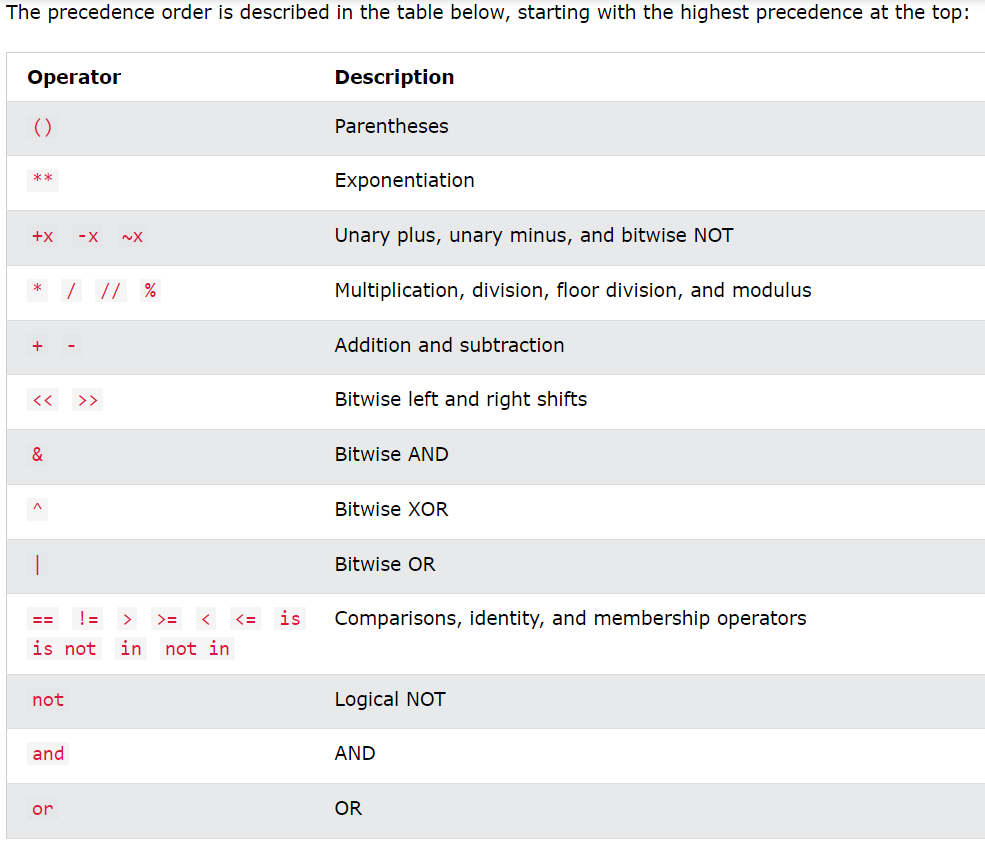 The precedence order is described in the table below, starting with the highest precedence at the top:
Operator Description
() Parentheses
** Exponentiation
+x -x ~x Unary plus, unary minus, and bitwise NOT
* / // % Multiplication, division, floor division, and modulus
+ - Addition and subtraction
<< >> Bitwise left and right shifts
& Bitwise AND
^ Bitwise XOR
| Bitwise OR
== != > >= < <= is Comparisons, identity, and membership operators
is not in not in
not Logical NOT
and AND
or OR